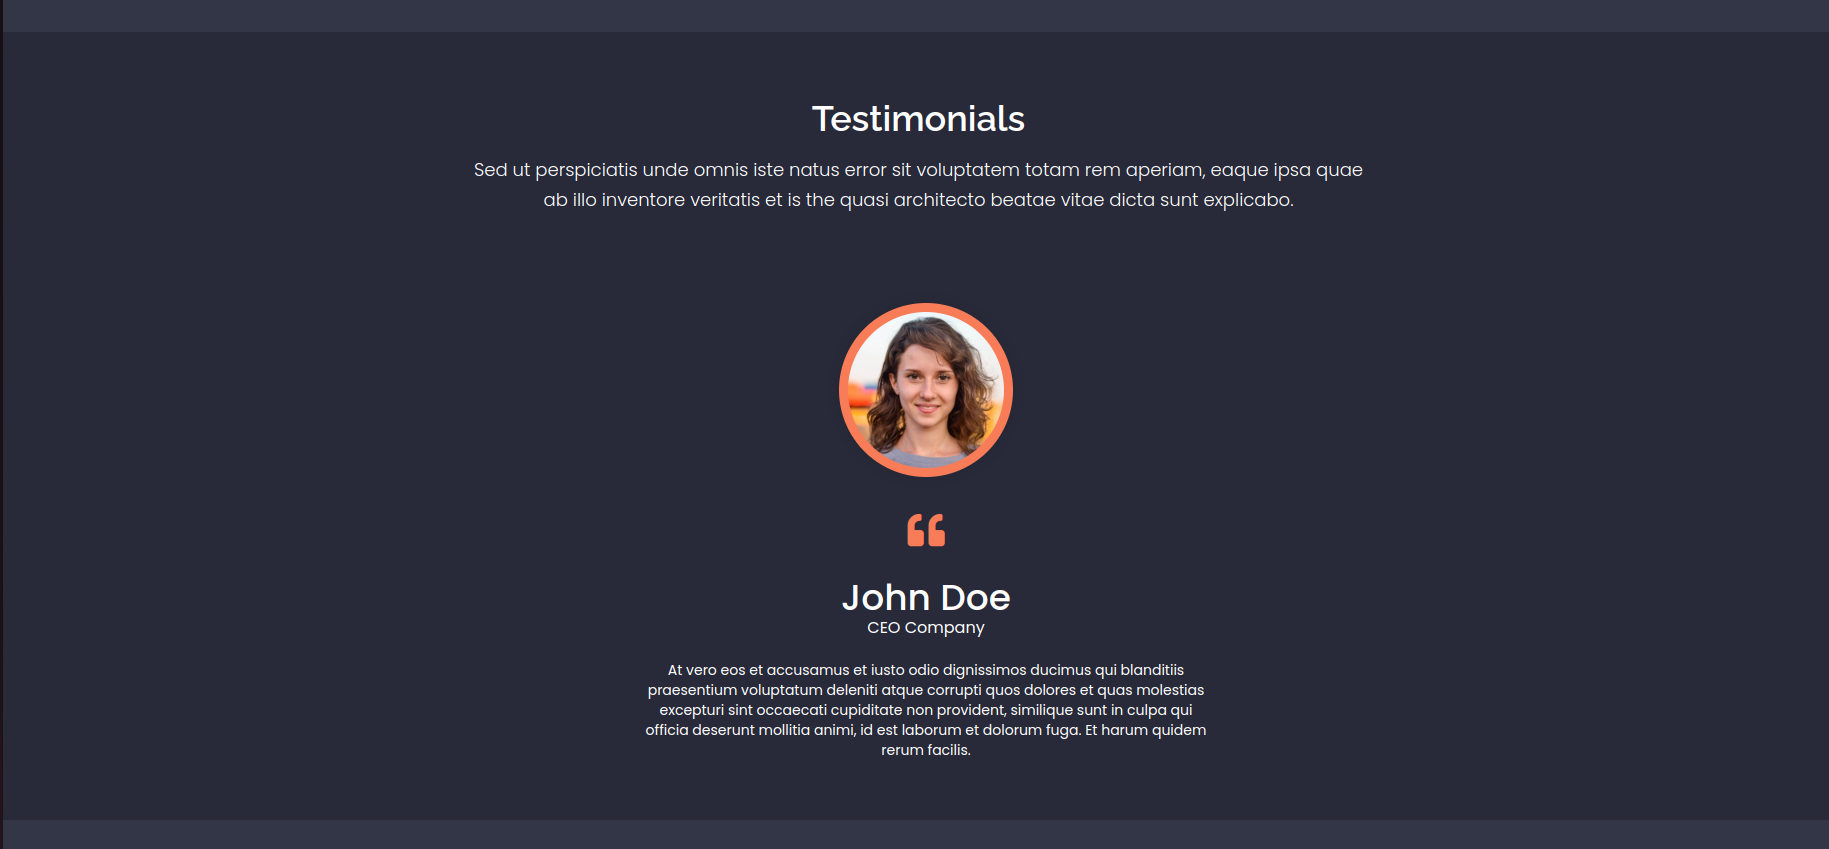 Testimonials
Sed ut perspiciatis unde omnis iste natus error sit voluptatem totam rem aperiam, eaque ipsa quae
ab illo inventore veritatis et is the quasi architecto beatae vitae dicta sunt explicabo.
John Doe
CEO Company
At vero eos et accusamus et iusto odio dignissimos ducimus qui blanditiis
praesentium voluptatum deleniti atque corrupti quos dolores et quas molestias
excepturi sint occaecati cupiditate non provident, similique sunt in culpa qui
officia deserunt mollitia animi, id est laborum et dolorum fuga. Et harum quidem
rerum facilis.